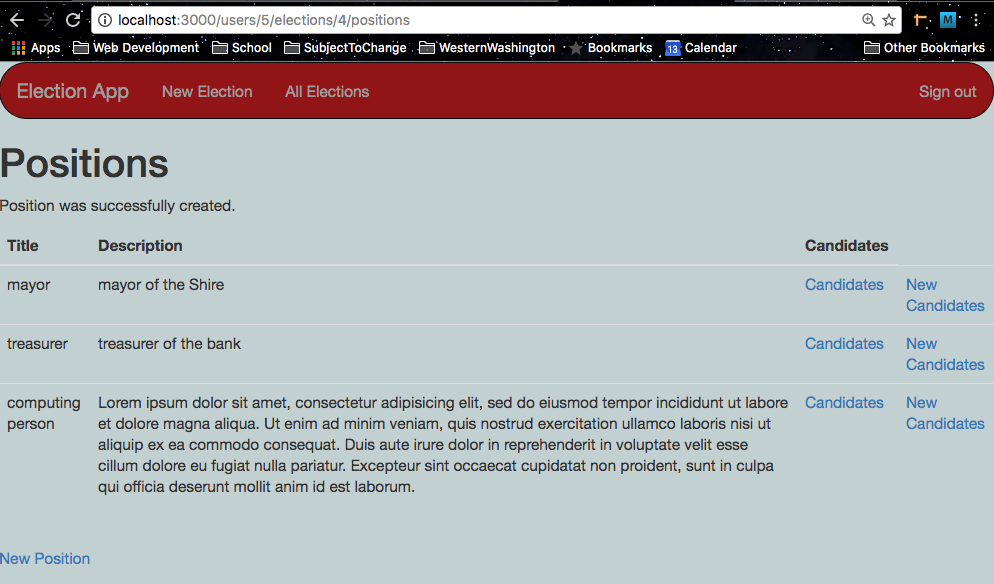 localhost:3000/users/5/elections/4/positions
M
Apps Web Development School SubjectToChange WesternWashington Bookmarks 13 Calendar Other Bookmarks
Election App New Election All Elections Sign out
Positions
Position was successfully created.
Title Description Candidates
mayor mayor of the Shire Candidates New
Candidates
treasurer treasurer of the bank Candidates New
Candidates
computing Lorem ipsum dolor sit amet, consectetur adipisicing elit, sed do eiusmod tempor incididunt ut labore Candidates New
person et dolore magna aliqua. Ut enim ad minim veniam, quis nostrud exercitation ullamco laboris nisi ut Candidates
aliquip ex ea commodo consequat. Duis aute irure dolor in reprehenderit in voluptate velit esse
cillum dolore eu fugiat nulla pariatur. Excepteur sint occaecat cupidatat non proident, sunt in culpa
qui officia deserunt mollit anim id est laborum.
New Position